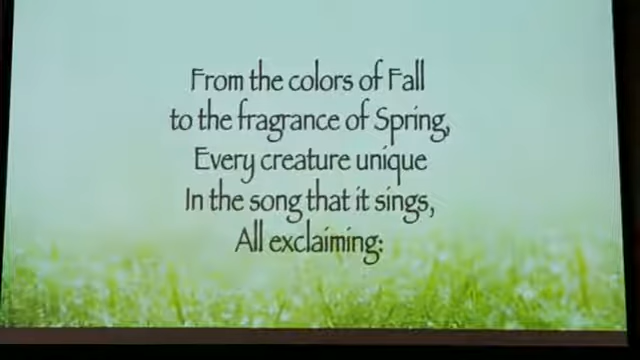 From the colors of Fall
to the fragrance of Spring,
Every creature unique
In the song that it sings,
All exclaiming: